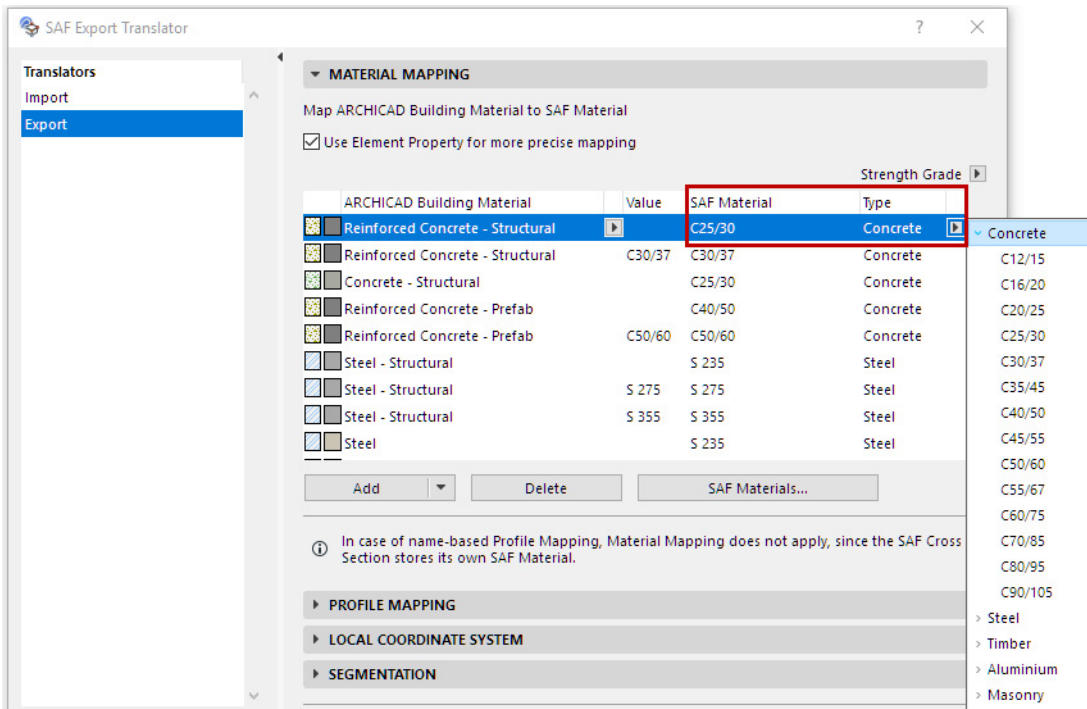 SAF Export Translator
Translators
Import
Export
MATERIAL MAPPING
Map ARCHICAD Building Material to SAF Material
Use Element Property for more precise mapping
Strength Grade
ARCHICAD Building Material Value SAF Material Type
Reinforced Concrete - Structural C25/30 Concrete
Reinforced Concrete - Structural C30/37 C30/37 Concrete
Concrete - Structural C25/30 Concrete
Reinforced Concrete - Prefab C40/50 Concrete
Reinforced Concrete - Prefab C50/60 C50/60 Concrete
Steel - Structural S 235 Steel
Steel - Structural S 275 S 275 Steel
Steel - Structural S 355 S 355 Steel
Steel S 235 Steel
Add Delete SAF Materials...
In case of name-based Profile Mapping, Material Mapping does not apply, since the SAF Cross
Section stores its own SAF Material.
PROFILE MAPPING
LOCAL COORDINATE SYSTEM
SEGMENTATION
Concrete
C12/15
C16/20
C20/25
C25/30
C30/37
C35/45
C40/50
C45/55
C50/60
C55/67
C60/75
C70/85
C80/95
C90/105
Steel
Timber
Aluminium
Masonry